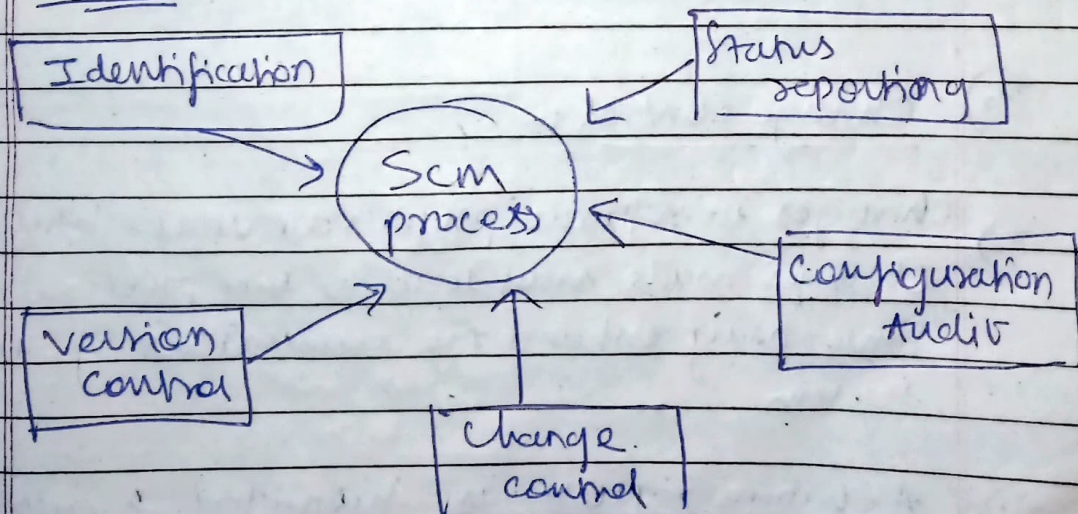 Identification
Status
reporting
Scm
process
Configuration
Audit
Version
Control
Change
control